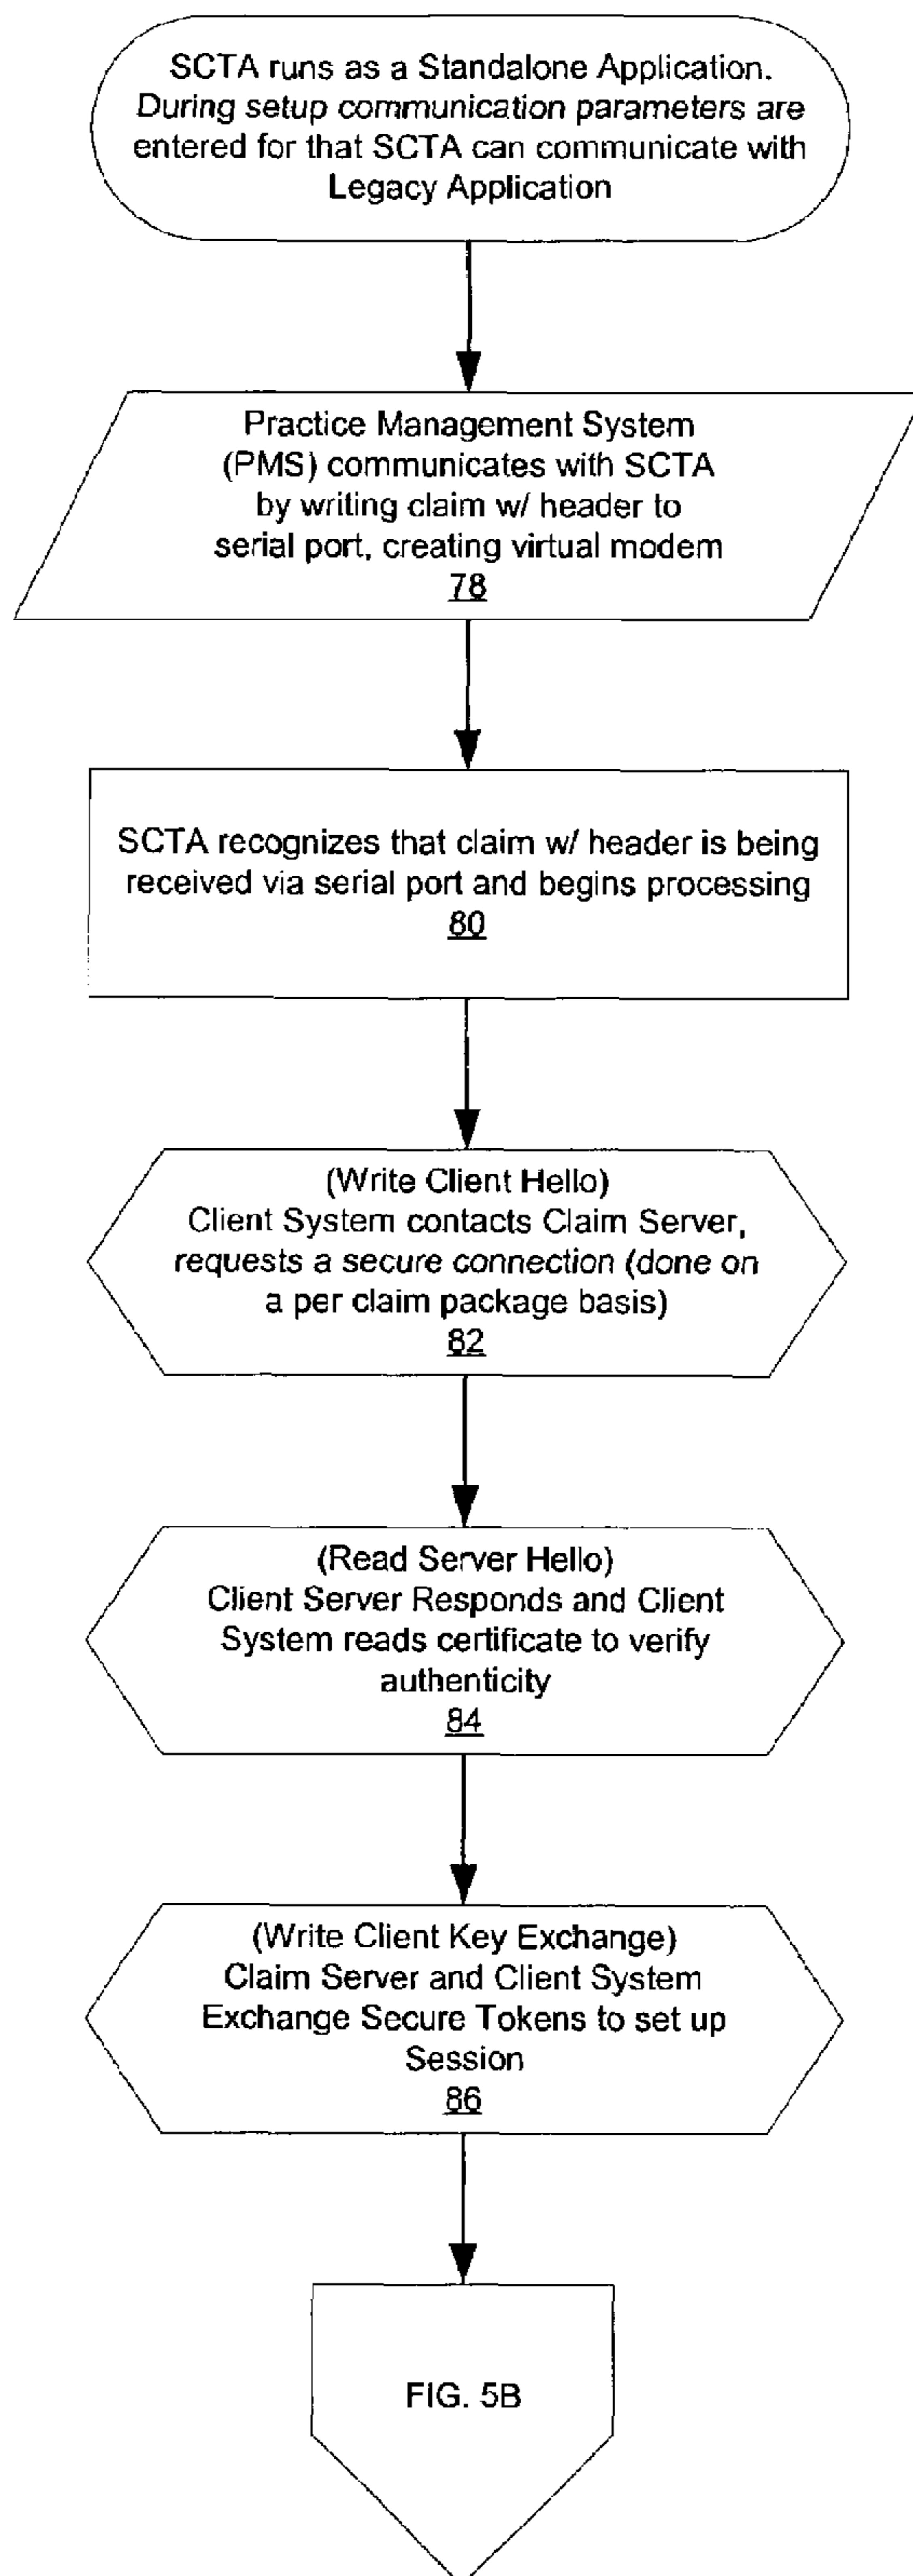 SCTA runs as a Standalone Application.
During setup communication parameters are
entered for that SCTA can communicate with
Legacy Application
Practice Management System
(PMS) communicates with SCTA
by writing claim w/ header to
serial port, creating virtual modem
78
SCTA recognizes that claim w/ header is being
received via serial port and begins processing
80
(Write Client Hello)
Client System contacts Claim Server,
requests a secure connection (done on
a per claim package basis)
82
(Read Server Hello)
Client Server Responds and Client
System reads certificate to verify
authenticity
84
(Write Client Key Exchange)
Claim Server and Client System
Exchange Secure Tokens to set up
Session
86
FIG. 5B